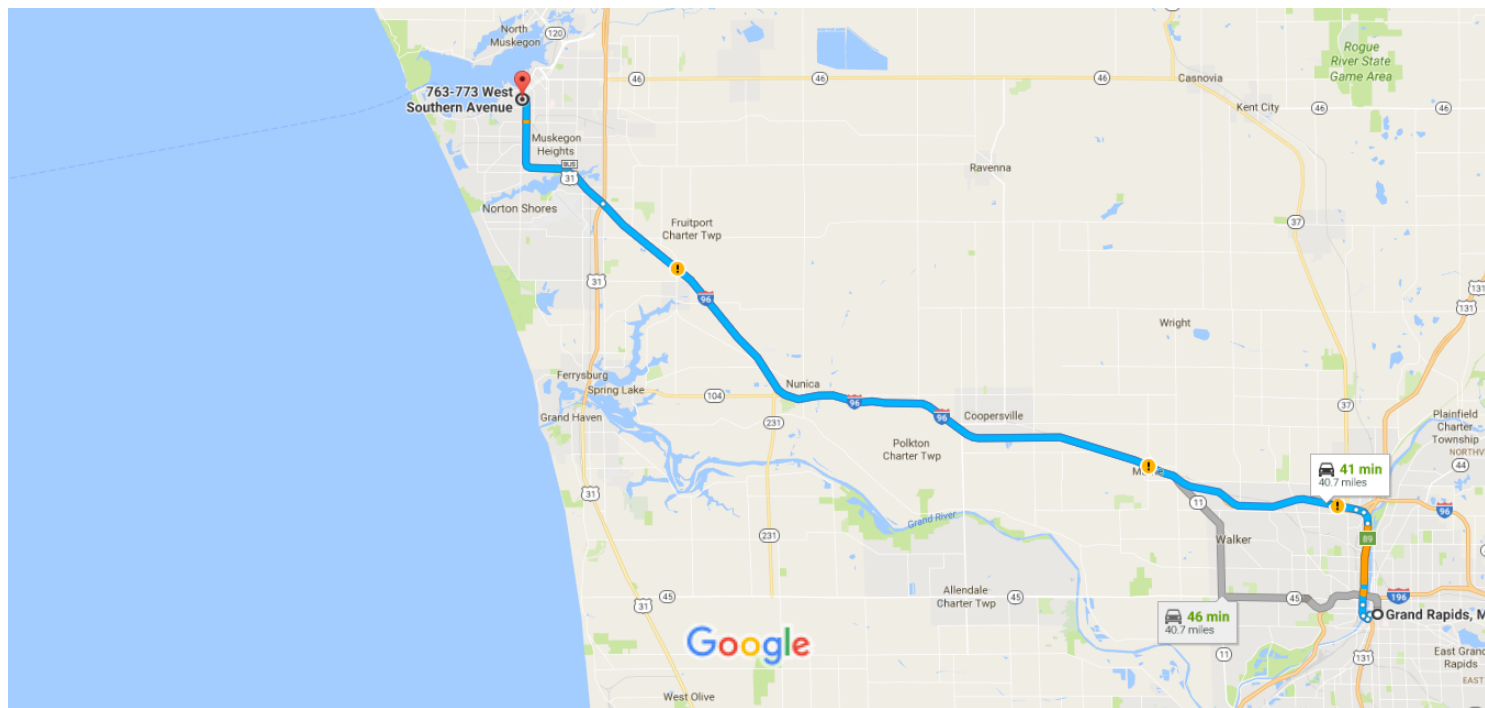 North
Muskegon
120
Rogue
River State
Game Area
46
46
46
Casnovia
763-773 West
Southern Avenue
Kent City
46
46
Muskegon
Heights
BUS
31
Ravenna
Norton Shores
Fruitport
Charter Twp
37
31
96
131
131
Wright
Ferrysburg
Spring Lake
Nunica
104
96
96
Coopersville
37
Grand Haven
231
Plainfield
Charter
Township
NORTHV
Polkton
Charter Twp
41 min
40.7 miles
44
31
11
96
Grand River
231
Walker
89
Allendale
Charter Twp
45
45
45
196
31
46 min
40.7 miles
Grand Rapids, M
Google
11
131
East Grand
Rapids
EAST
West Olive